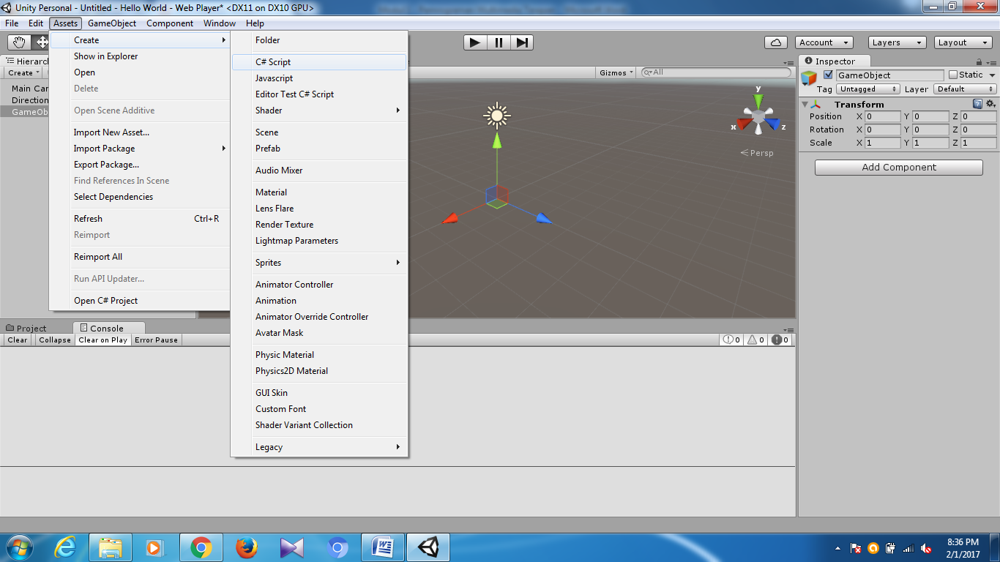 Unity Personal - Untitled - Hello World - Web Player* <DX11 on DX10 GPU>
File Edit Assets GameObject Component Window Help
Account Layers Layout
Create
Show in Explorer
Open
Delete
Open Scene Additive
Import New Asset...
Import Package
Export Package...
Find References In Scene
Select Dependencies
Refresh Ctrl+R
Reimport
Reimport All
Run API Updater...
Open C# Project
Folder
C# Script
Javascript
Editor Test C# Script
Shader
Scene
Prefab
Audio Mixer
Material
Lens Flare
Render Texture
Lightmap Parameters
Sprites
Animator Controller
Animation
Animator Override Controller
Avatar Mask
Physic Material
Physics2D Material
GUI Skin
Custom Font
Shader Variant Collection
Legacy
Hierarch
Create
Main Car
Direction
GameOb
Gizmos All
y
x z
Persp
Inspector
GameObject Static
Tag Untagged Layer Default
Transform
Position X 0 Y 0 Z 0
Rotation X 0 Y 0 Z 0
Scale X 1 Y 1 Z 1
Add Component
Project Console
Clear Collapse Clear on Play Error Pause 0 0 0
8:36 PM
2/1/2017